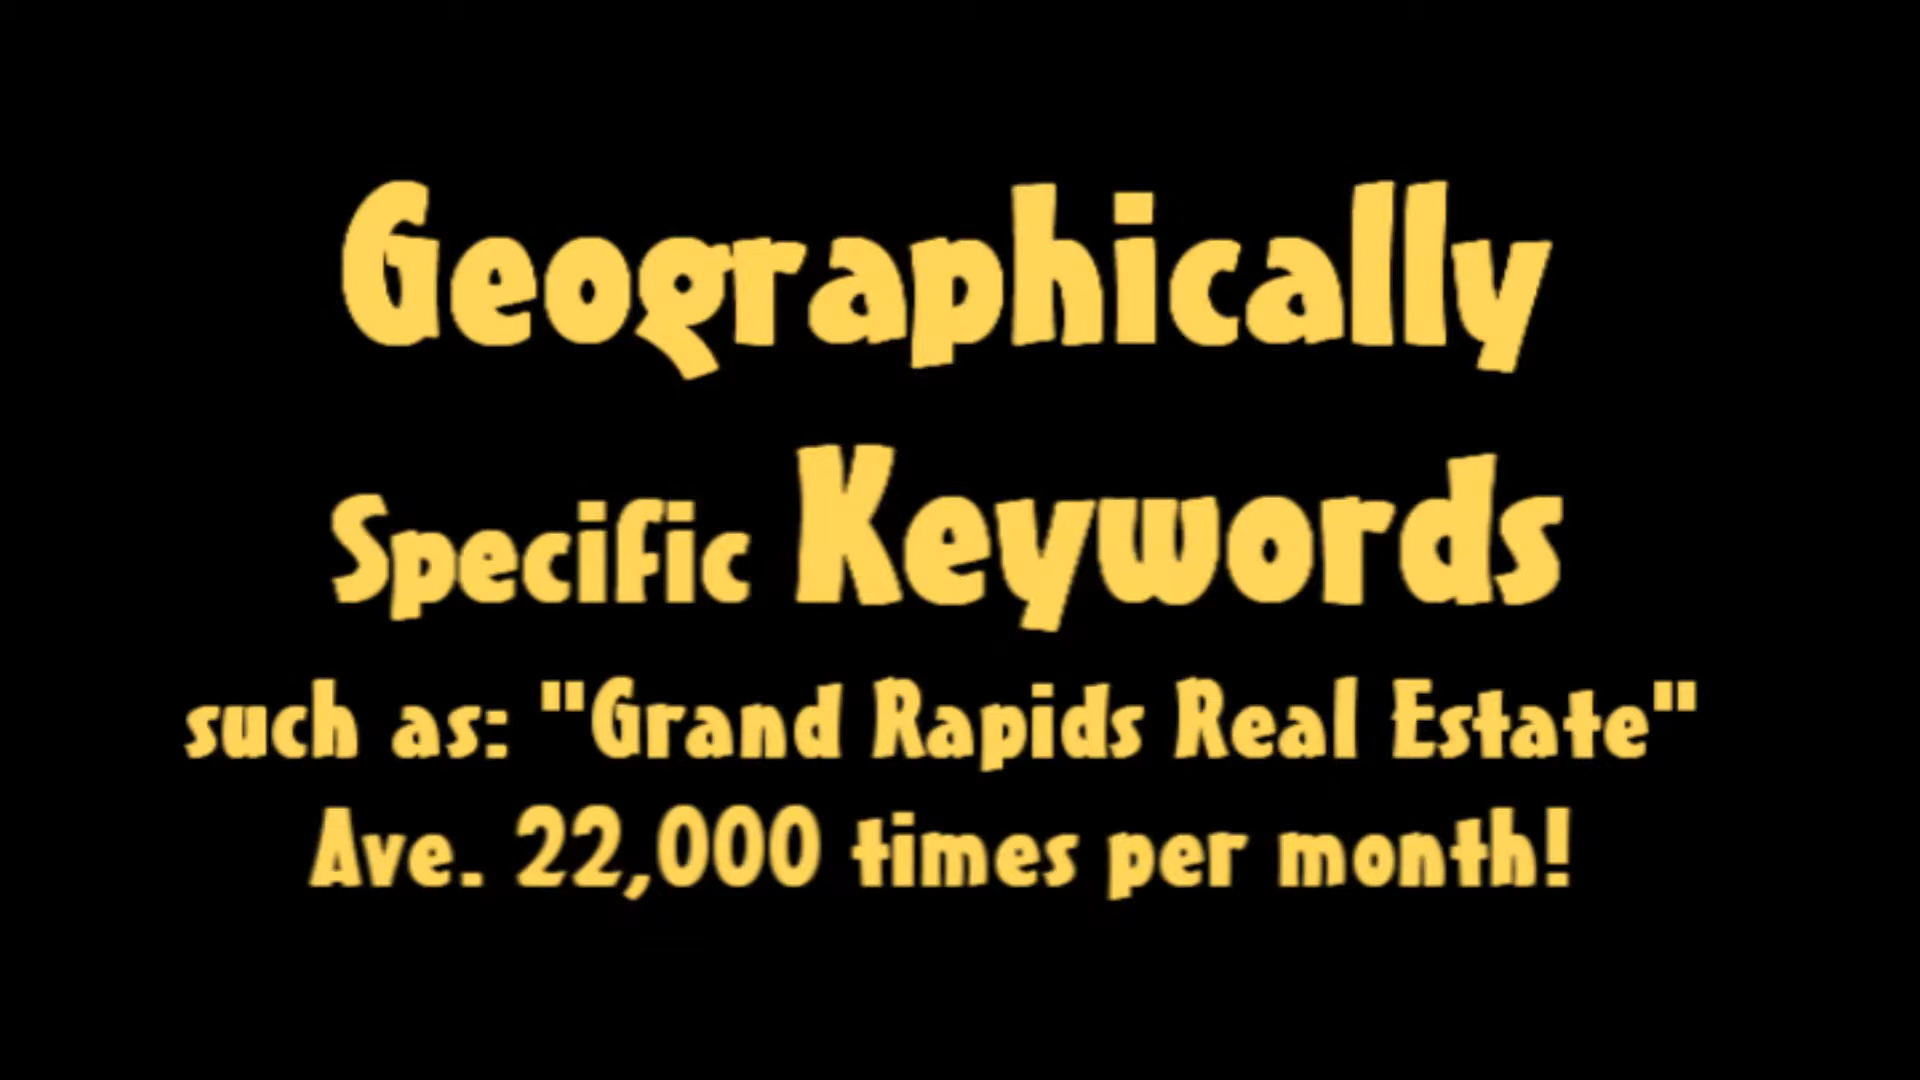 Geographically
Specific Keywords
such as: "Grand Rapids Real Estate"
Ave. 22,000 times per month!